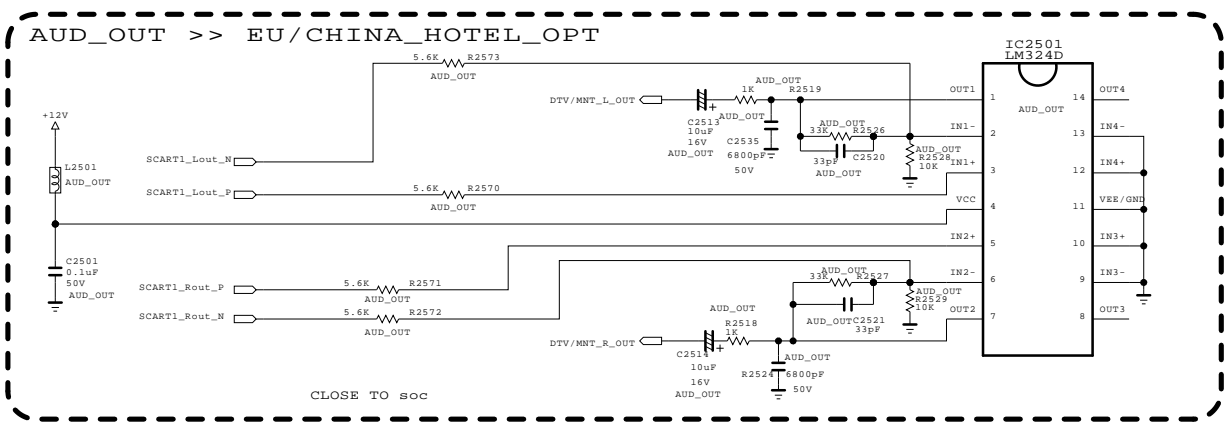 AUD_OUT >> EU/CHINA_HOTEL_OPT
IC2501
LM324D
AUD_OUT
5.6K R2573
AUD_OUT
+12V
L2501
AUD_OUT
C2501
0.1uF
50V
AUD_OUT
SCART1_Lout_N
SCART1_Lout_P
5.6K R2570
AUD_OUT
SCART1_Rout_P
5.6K R2571
AUD_OUT
SCART1_Rout_N
5.6K R2572
AUD_OUT
DTV/MNT_L_OUT
C2513
10uF
16V
AUD_OUT
+
AUD_OUT
1K
R2519
AUD_OUT
C2535
6800pF
50V
AUD_OUT
33K R2526
33pF C2520
AUD_OUT
AUD_OUT
R2528
10K
AUD_OUT
33K R2527
AUD_OUT C2521
33pF
AUD_OUT
R2529
10K
DTV/MNT_R_OUT
C2514
10uF
16V
AUD_OUT
+
AUD_OUT
R2518
1K
AUD_OUT
R2524 6800pF
50V
OUT1 1
IN1- 2
IN1+ 3
VCC 4
IN2+ 5
IN2- 6
OUT2 7
14 OUT4
13 IN4-
12 IN4+
11 VEE/GND
10 IN3+
9 IN3-
8 OUT3
CLOSE TO soc